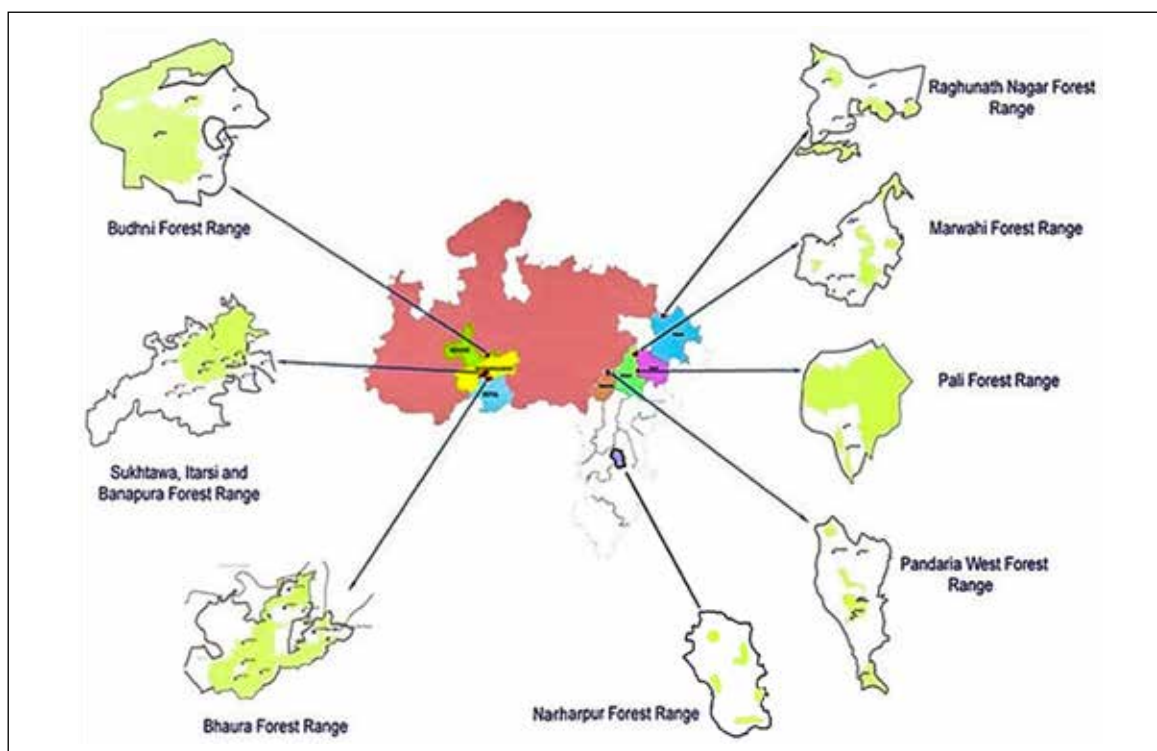 Budhni Forest Range
Sukhtawa, Itarsi and
Banapura Forest Range
Bhaura Forest Range
Raghunath Nagar Forest
Range
Marwahi Forest Range
Pali Forest Range
Pandaria West Forest
Range
Narharpur Forest Range